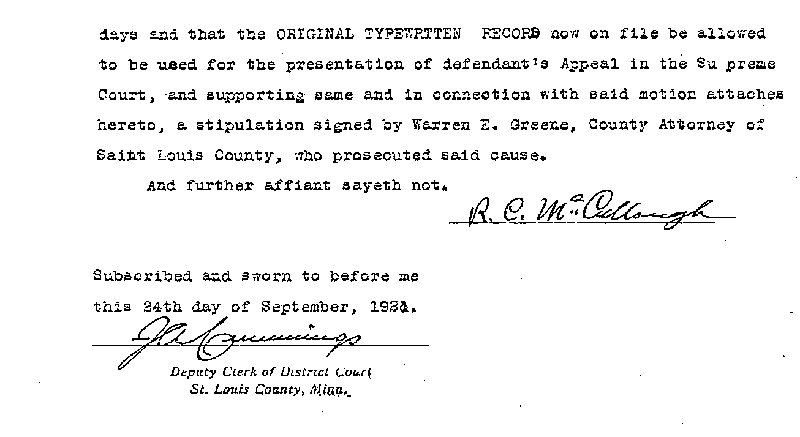 days and that the ORIGINAL TYPEWRITTEN RECORD now on file be allowed
to be used for the presentation of defendant's Appeal in the Su preme
Court, and supporting same and in connection with said motion attaches
hereto, a stipulation signed by Warren E. Greene, County Attorney of
Saint Louis County, who prosecuted said cause.
And further affiant sayeth not.
R. C. McCullough
Subscribed and sworn to before me
this 24th day of September, 1921.
J A Cummings
Deputy Clerk of District Court
St. Louis County, Minn.